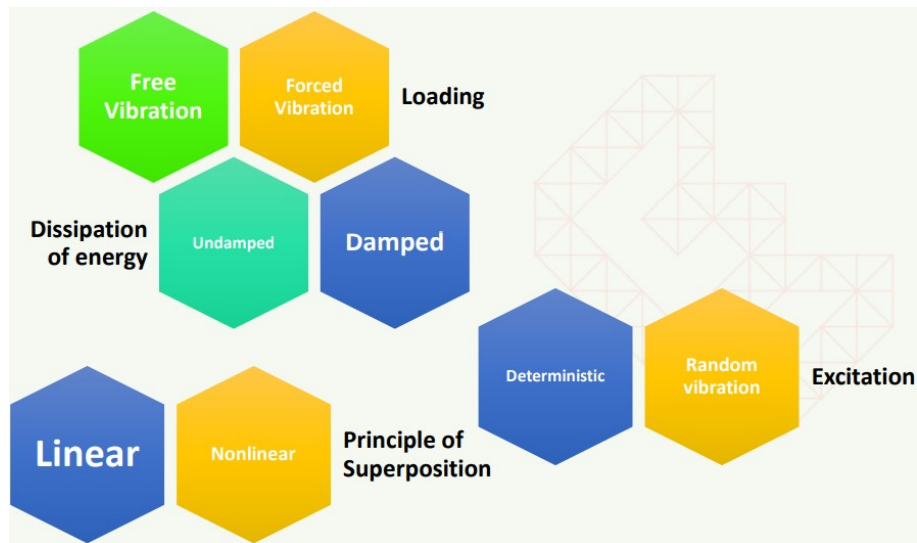 Free
Vibration
Forced
Vibration
Loading
Dissipation
of energy
Undamped
Damped
Deterministic
Random
vibration
Excitation
Linear
Nonlinear
Principle of
Superposition